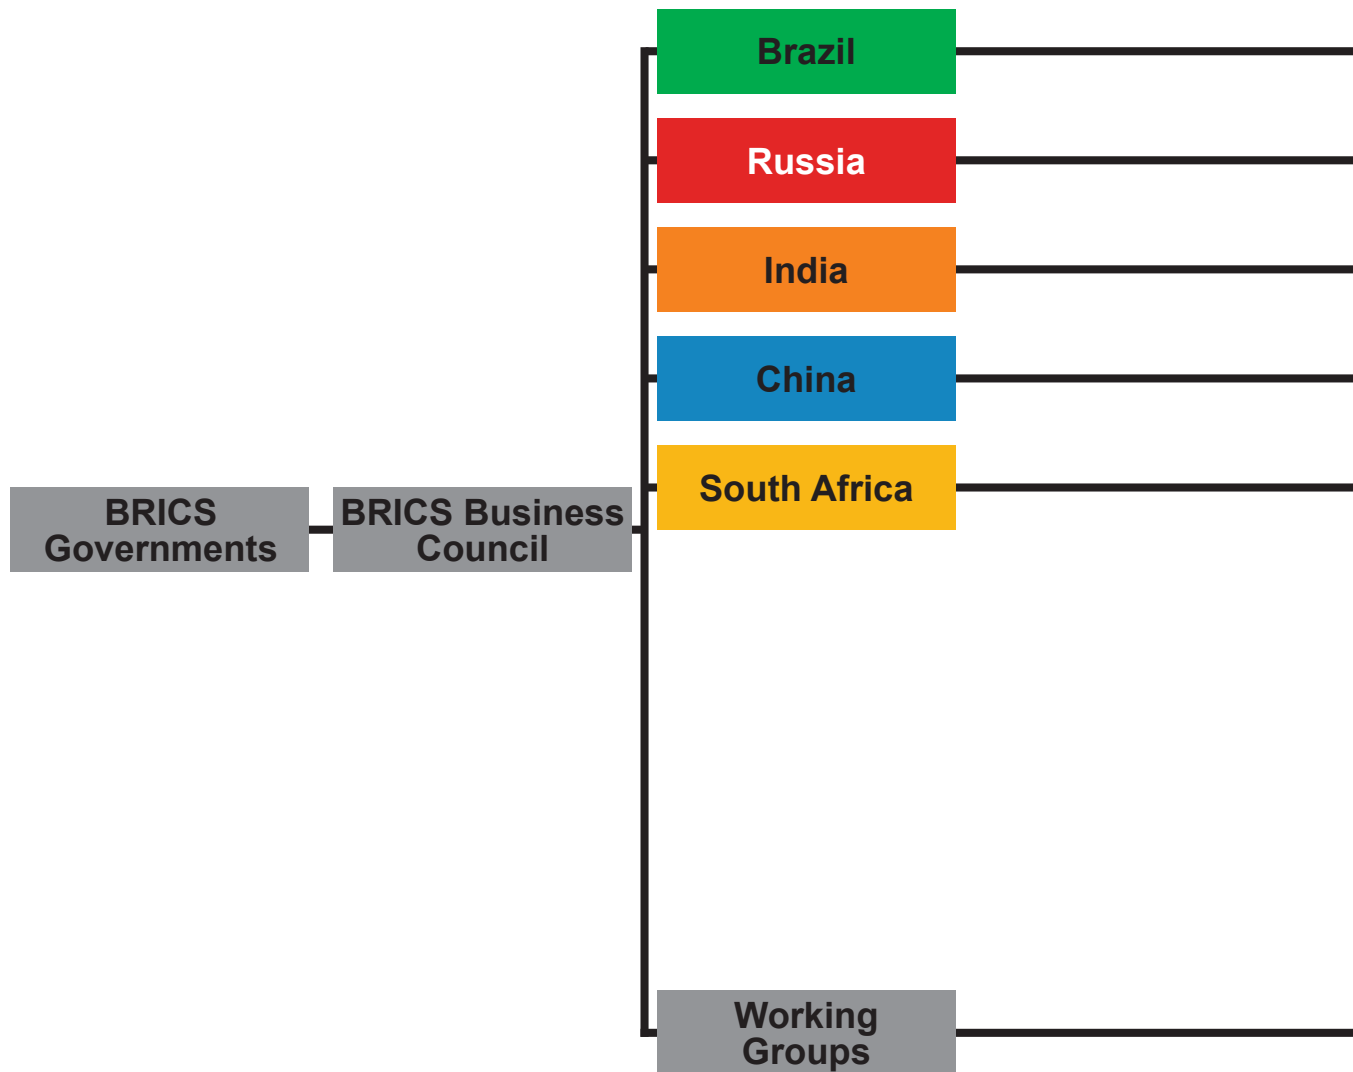 Brazil
Russia
India
China
South Africa
BRICS
Governments
BRICS Business
Council
Working
Groups